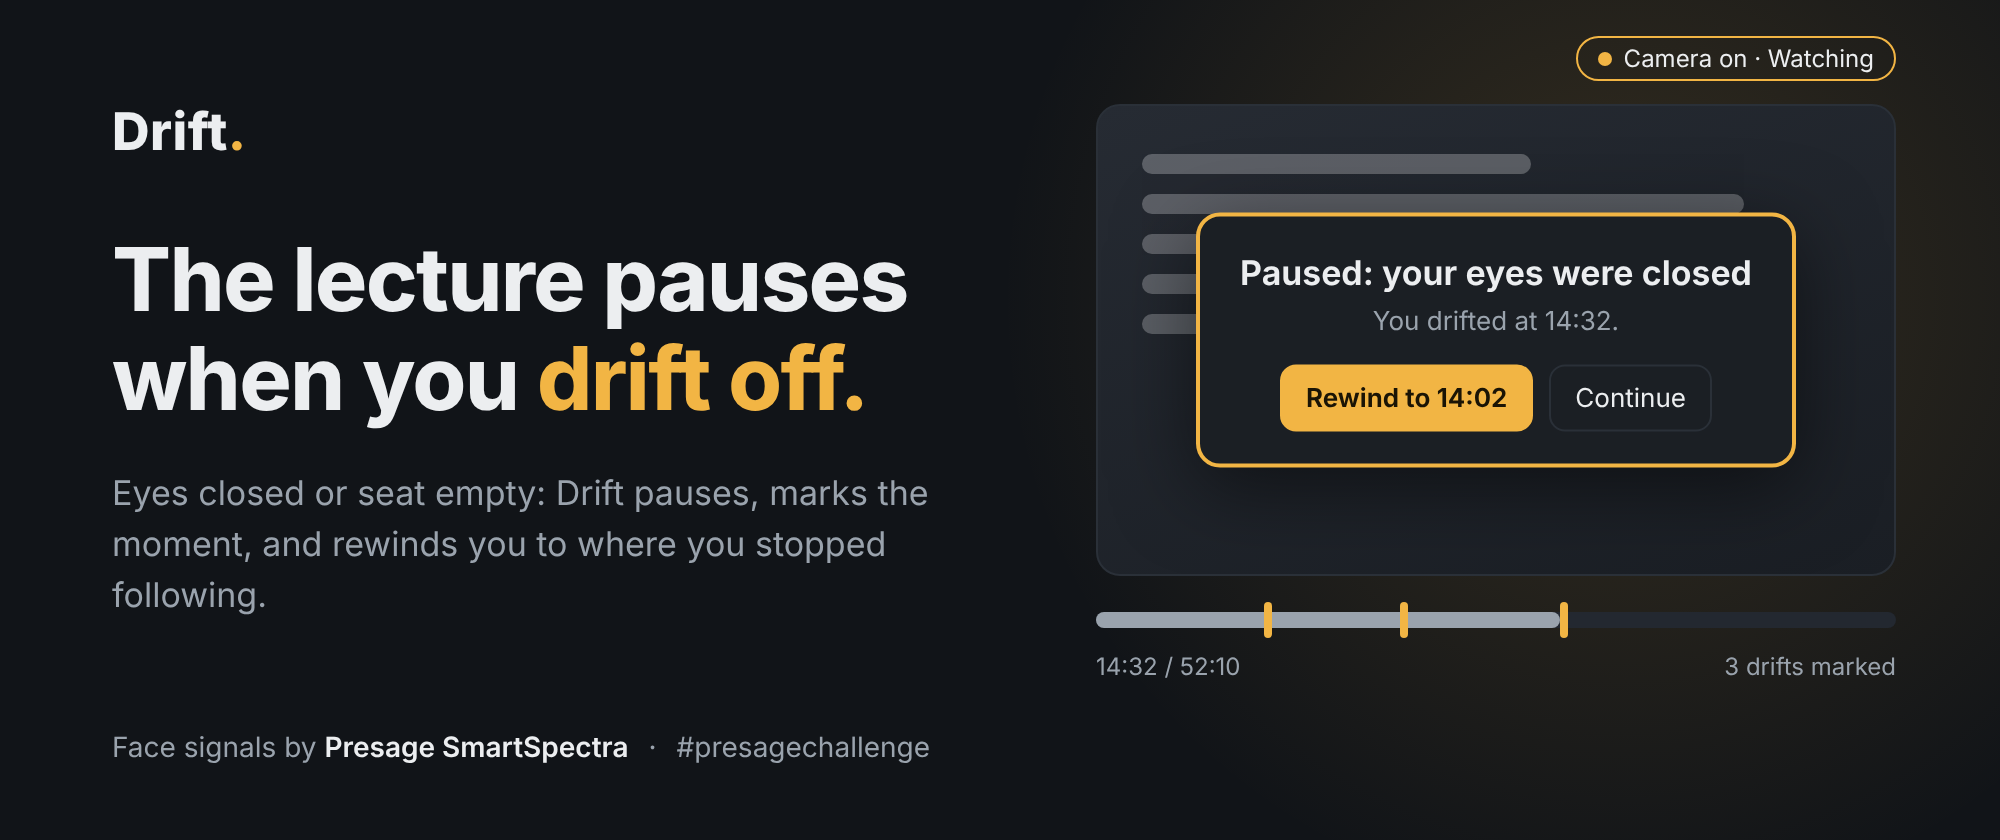 Drift.
The lecture pauses
when you drift off.
Eyes closed or seat empty: Drift pauses, marks the
moment, and rewinds you to where you stopped
following.
Face signals by Presage SmartSpectra · #presagechallenge
Camera on · Watching
Paused: your eyes were closed
You drifted at 14:32.
Rewind to 14:02
Continue
14:32 / 52:10
3 drifts marked